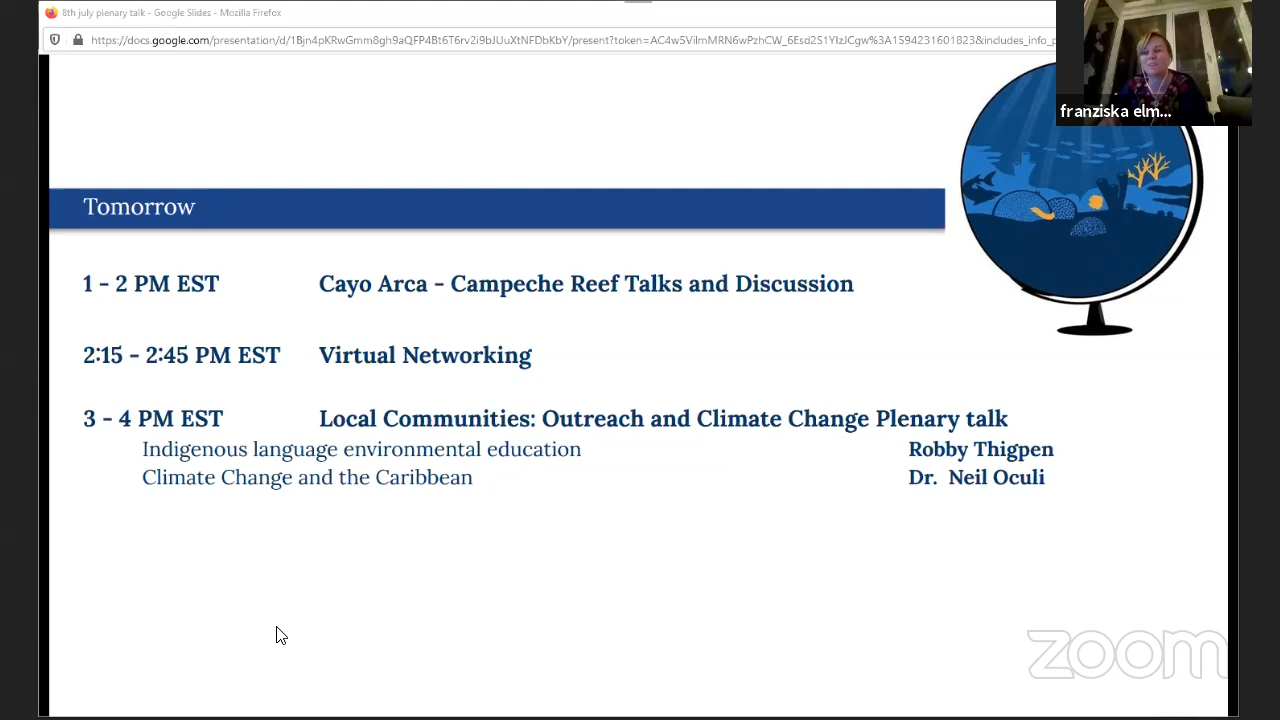 8th july plenary talk - Google Slides - Mozilla Firefox
https://docs.google.com/presentation/d/1Bjn4pKRwGmm8gh9aQFP4Bt6T6rv2i9bJUuXtNFDbKbY/present?token=AC4w5VilmMRN6wPzhCW_6Esd2S1YIzJCgw%3A1594231601823&includes_info_p
franziska elm...
Tomorrow
1 - 2 PM EST Cayo Arca - Campeche Reef Talks and Discussion
2:15 - 2:45 PM EST Virtual Networking
3 - 4 PM EST Local Communities: Outreach and Climate Change Plenary talk
Indigenous language environmental education Robby Thigpen
Climate Change and the Caribbean Dr. Neil Oculi
zoom